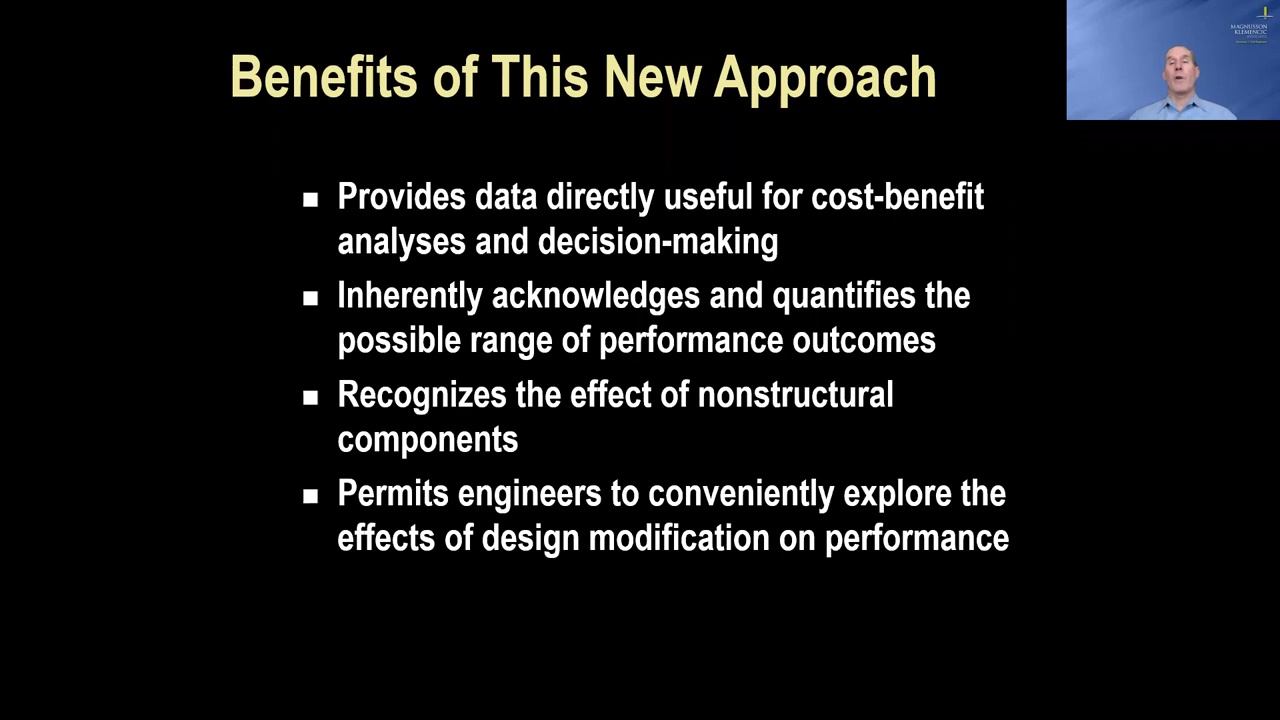 Benefits of This New Approach
MAGNUSSON
KLEMENCIC
■ Provides data directly useful for cost-benefit
analyses and decision-making
■ Inherently acknowledges and quantifies the
possible range of performance outcomes
■ Recognizes the effect of nonstructural
components
■ Permits engineers to conveniently explore the
effects of design modification on performance